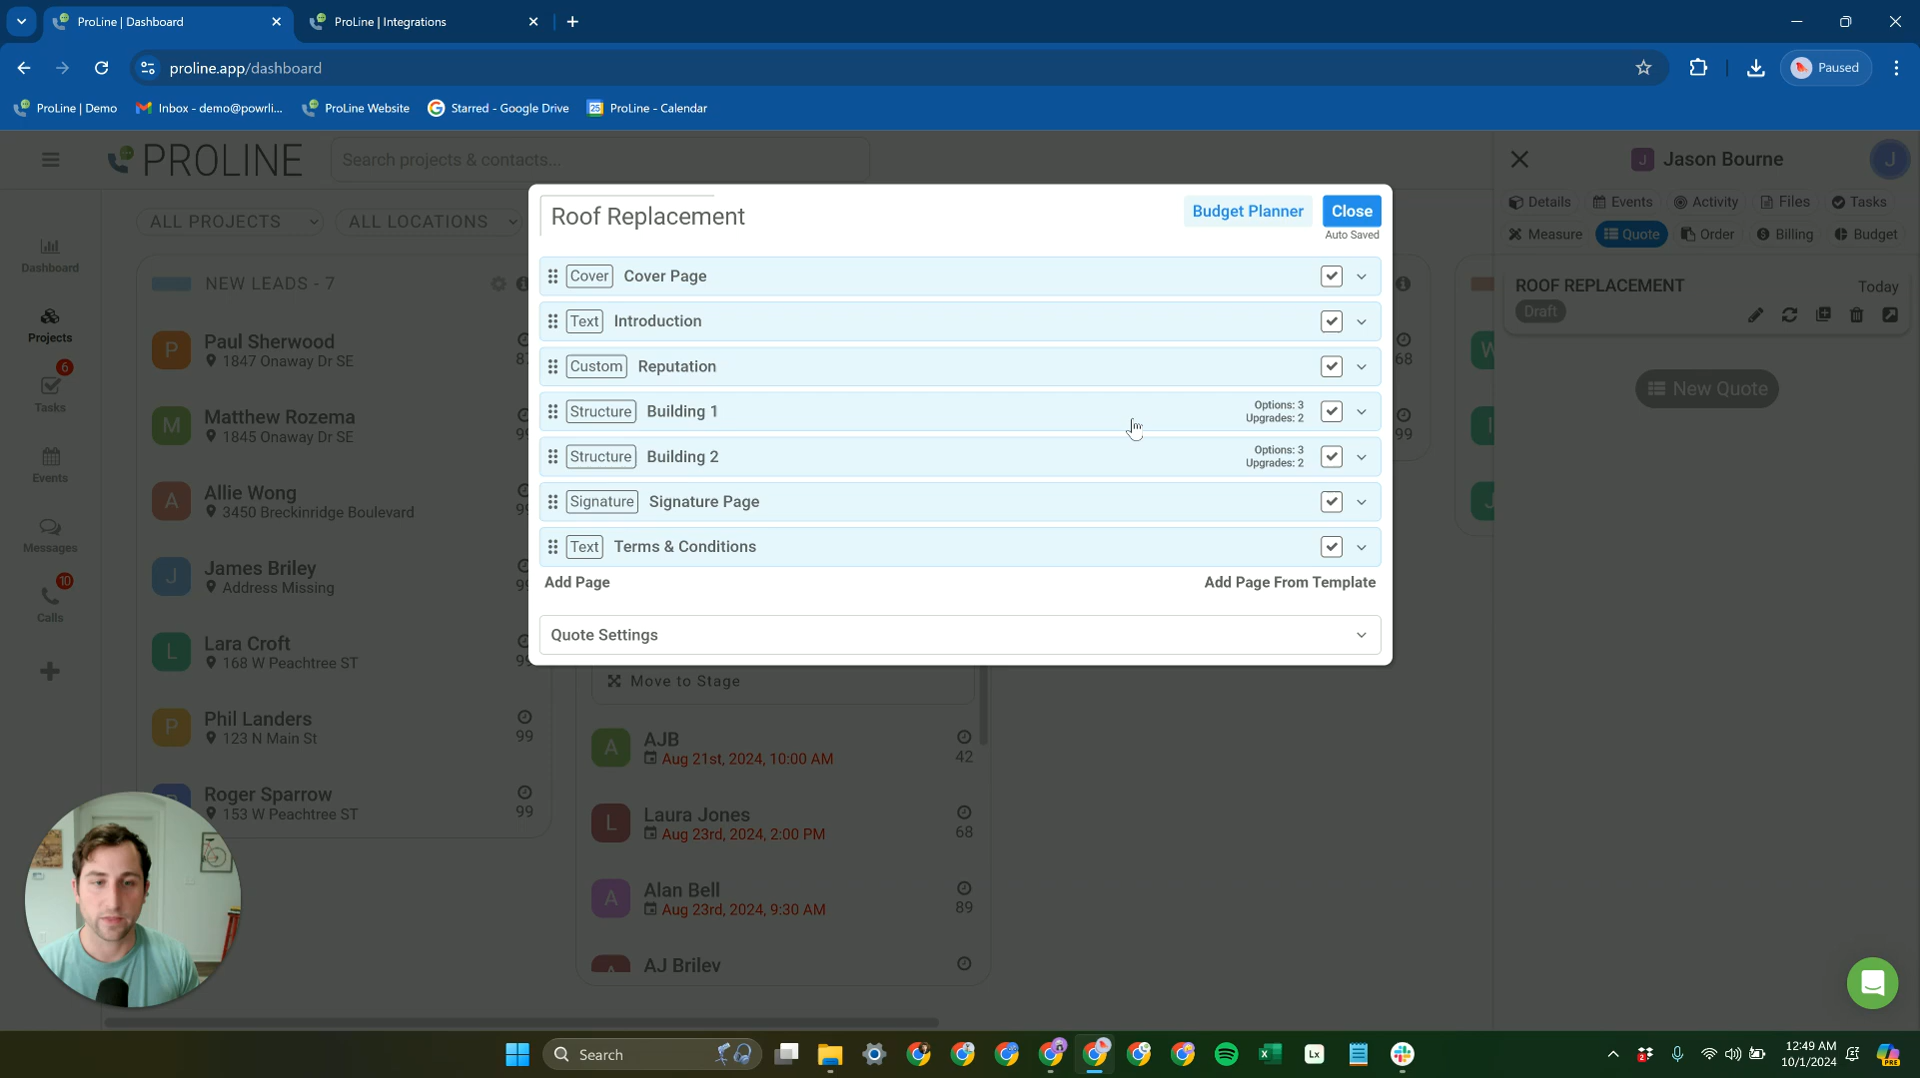 ProLine | Dashboard
ProLine | Integrations
proline.app/dashboard
Paused
ProLine | Demo
Inbox - demo@powrli...
ProLine Website
Starred - Google Drive
ProLine - Calendar
PROLINE
Search projects & contacts...
Jason Bourne
J
J
ALL PROJECTS
ALL LOCATIONS
Details
Events
Activity
Files
Tasks
Measure
Quote
Order
Billing
Budget
Dashboard
Projects
6
Tasks
Events
Messages
10
Calls
NEW LEADS - 7
P
Paul Sherwood
1847 Onaway Dr SE
M
Matthew Rozema
1845 Onaway Dr SE
A
Allie Wong
3450 Breckinridge Boulevard
J
James Briley
Address Missing
L
Lara Croft
168 W Peachtree ST
P
Phil Landers
123 N Main St
99
Roger Sparrow
153 W Peachtree ST
99
Roof Replacement
Budget Planner
Close
Auto Saved
Cover
Cover Page
Text
Introduction
Custom
Reputation
Structure
Building 1
Options: 3
Upgrades: 2
Structure
Building 2
Options: 3
Upgrades: 2
Signature
Signature Page
Text
Terms & Conditions
Add Page
Add Page From Template
Quote Settings
Move to Stage
A
AJB
Aug 21st, 2024, 10:00 AM
42
L
Laura Jones
Aug 23rd, 2024, 2:00 PM
68
A
Alan Bell
Aug 23rd, 2024, 9:30 AM
89
AJ Briley
68
99
ROOF REPLACEMENT
Today
Draft
New Quote
Search
12:49 AM
10/1/2024